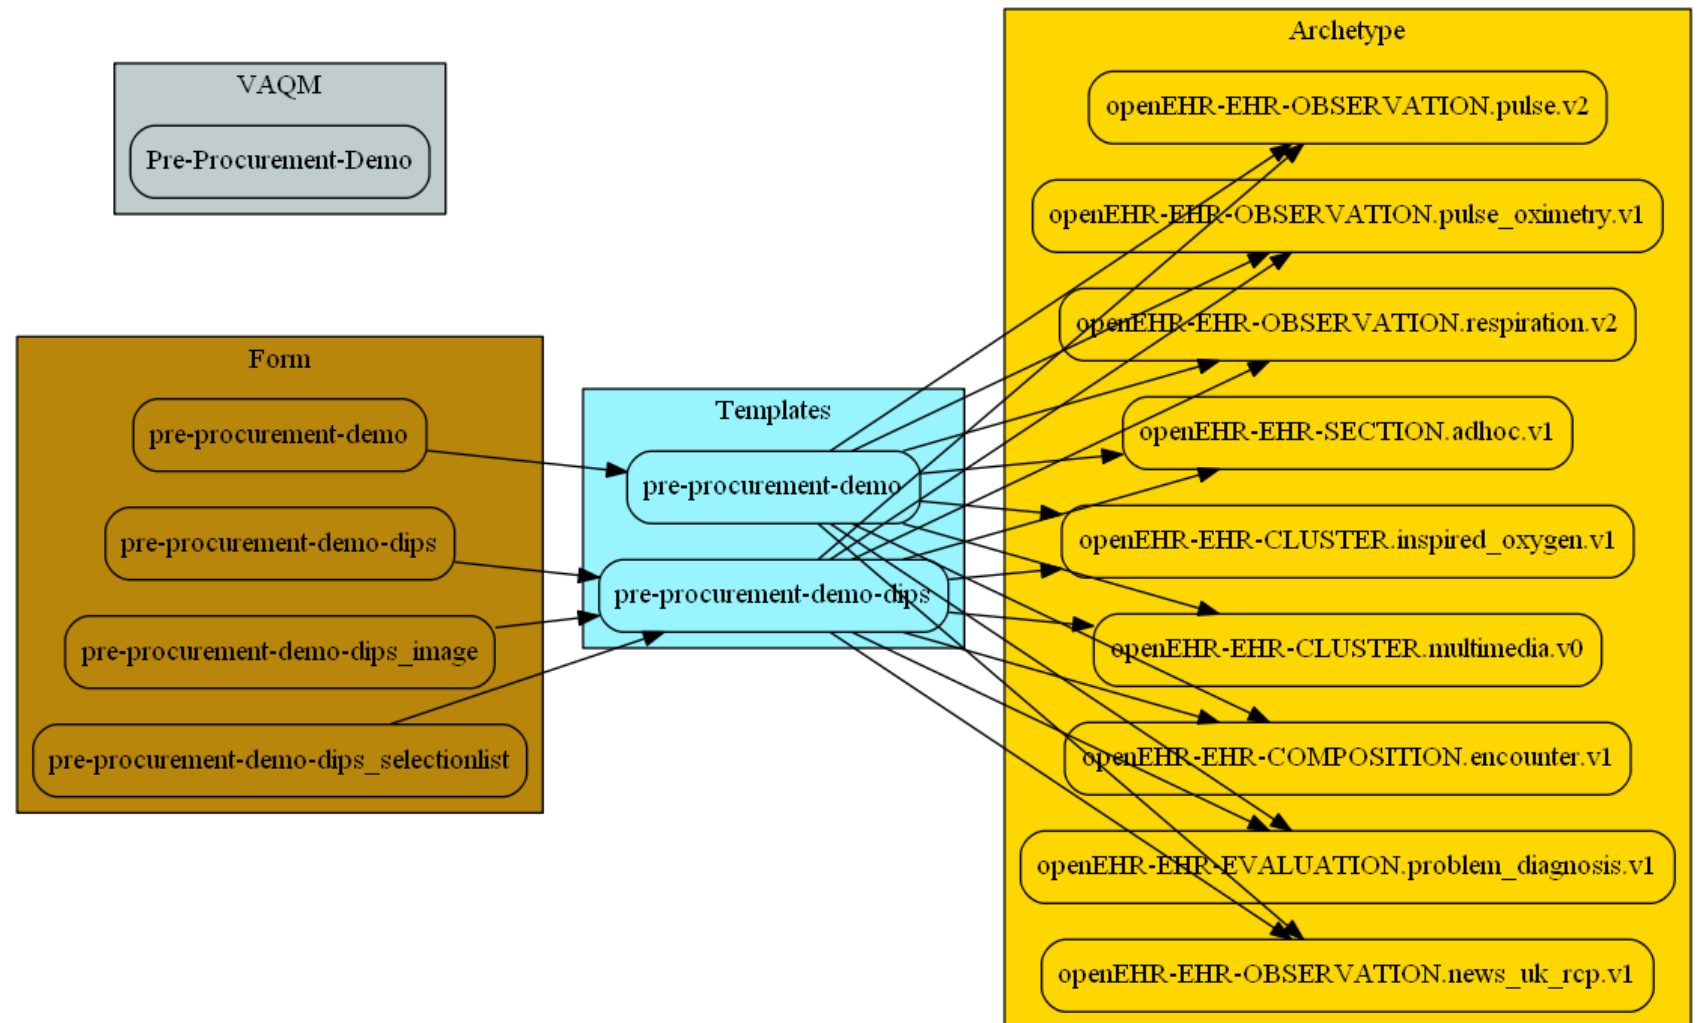 VAQM
Pre-Procurement-Demo
Form
pre-procurement-demo
pre-procurement-demo-dips
pre-procurement-demo-dips_image
pre-procurement-demo-dips_selectionlist
Templates
pre-procurement-demo
pre-procurement-demo-dips
Archetype
openEHR-EHR-OBSERVATION.pulse.v2
openEHR-EHR-OBSERVATION.pulse_oximetry.v1
openEHR-EHR-OBSERVATION.respiration.v2
openEHR-EHR-SECTION.adhoc.v1
openEHR-EHR-CLUSTER.inspired_oxygen.v1
openEHR-EHR-CLUSTER.multimedia.v0
openEHR-EHR-COMPOSITION.encounter.v1
openEHR-EHR-EVALUATION.problem_diagnosis.v1
openEHR-EHR-OBSERVATION.news_uk_rcp.v1